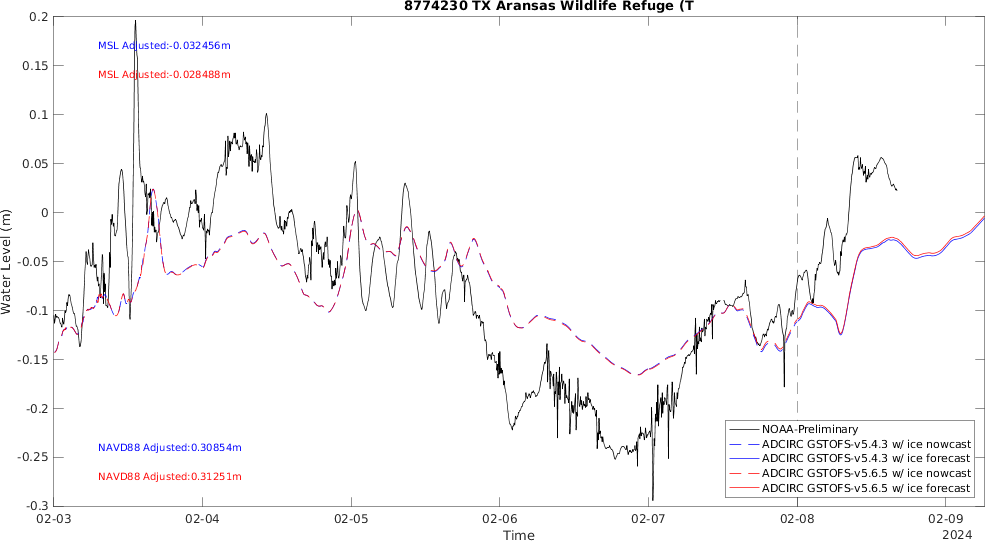 8774230 TX Aransas Wildlife Refuge (T
0.2
0.15
0.1
0.05
0
-0.05
-0.1
-0.15
-0.2
-0.25
-0.3
Water Level (m)
MSL Adjusted:-0.032456m
MSL Adjusted:-0.028488m
NAVD88 Adjusted:0.30854m
NAVD88 Adjusted:0.31251m
NOAA-Preliminary
ADCIRC GSTOFS-v5.4.3 w/ ice nowcast
ADCIRC GSTOFS-v5.4.3 w/ ice forecast
ADCIRC GSTOFS-v5.6.5 w/ ice nowcast
ADCIRC GSTOFS-v5.6.5 w/ ice forecast
02-03 02-04 02-05 02-06 02-07 02-08 02-09
Time
2024